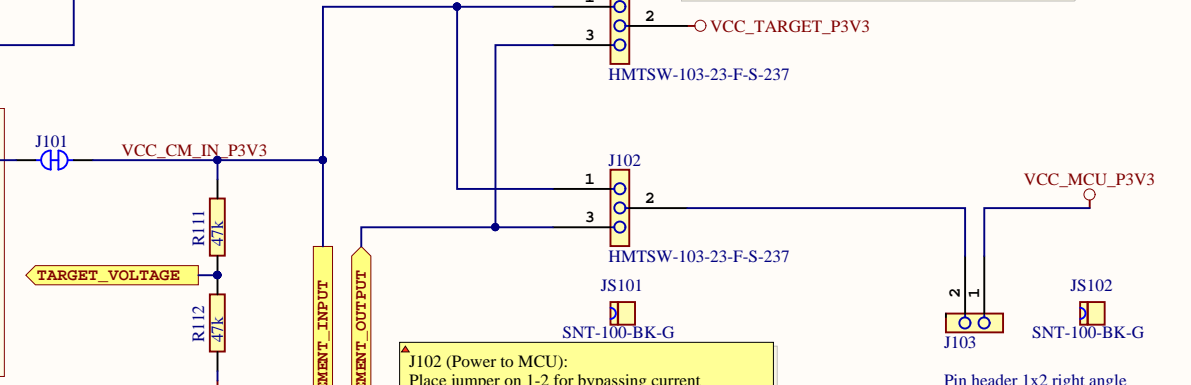 2
VCC_TARGET_P3V3
3
HMTSW-103-23-F-S-237
J101
VCC_CM_IN_P3V3
J102
1
2
3
VCC_MCU_P3V3
R111
47k
HMTSW-103-23-F-S-237
TARGET_VOLTAGE
JS101
SNT-100-BK-G
JS102
SNT-100-BK-G
2
1
J103
R112
47k
MENT_INPUT
MENT_OUTPUT
J102 (Power to MCU):
Place jumper on 1-2 for bypassing current
Pin header 1x2 right angle